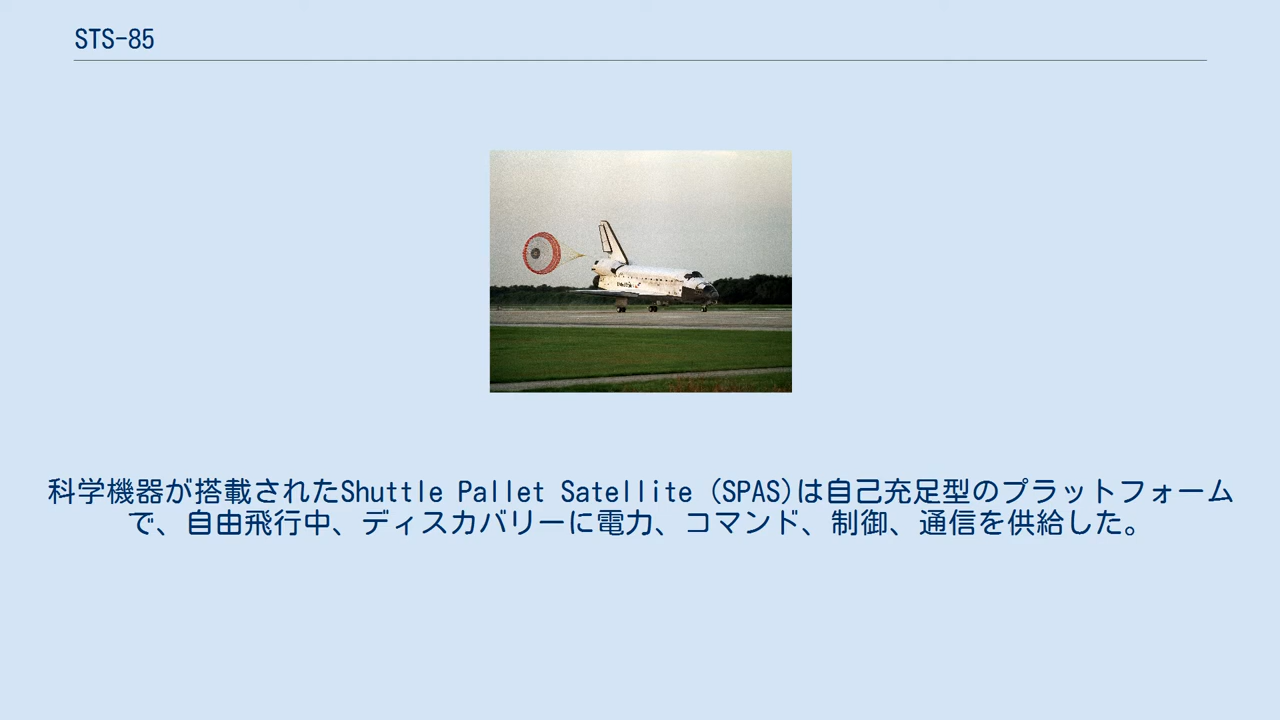 STS-85
科学機器が搭載されたShuttle Pallet Satellite (SPAS)は自己充足型のプラットフォーム
で、自由飛行中、ディスカバリーに電力、コマンド、制御、通信を供給した。